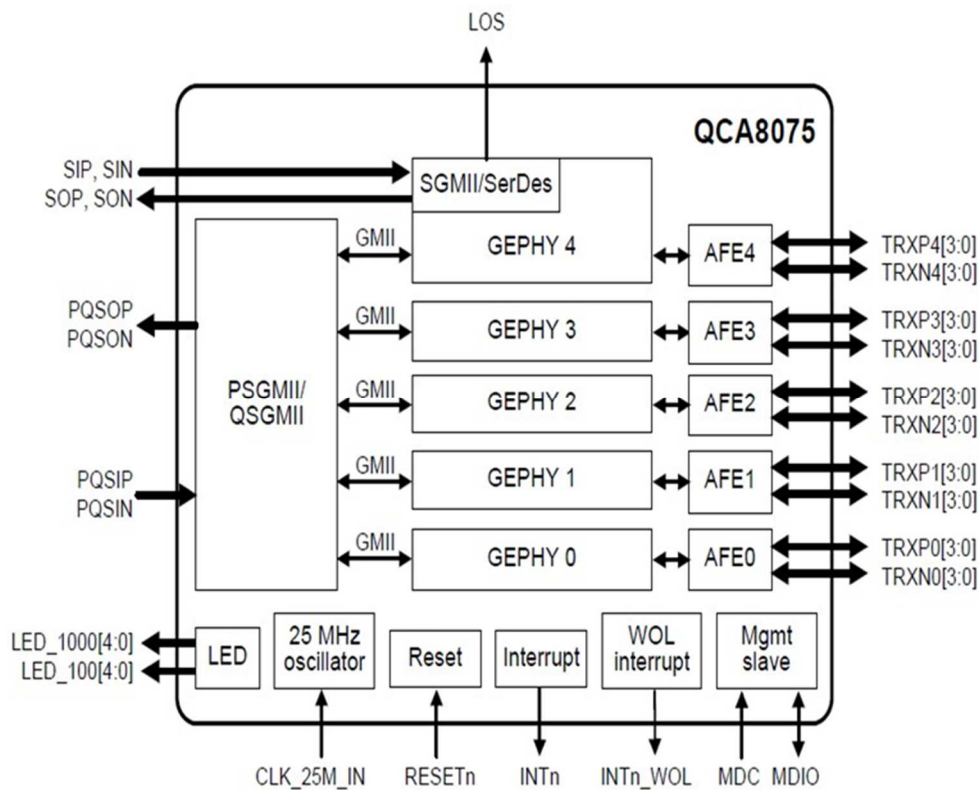 LOS
QCA8075
SIP, SIN
SOP, SON
SGMII/SerDes
GEPHY 4
GMII
AFE4
TRXP4[3:0]
TRXN4[3:0]
PQSOP
PQSON
GMII
GEPHY 3
AFE3
TRXP3[3:0]
TRXN3[3:0]
PSGMII/
QSGMII
GMII
GEPHY 2
AFE2
TRXP2[3:0]
TRXN2[3:0]
PQSIP
PQSIN
GMII
GEPHY 1
AFE1
TRXP1[3:0]
TRXN1[3:0]
GMII
GEPHY 0
AFE0
TRXP0[3:0]
TRXN0[3:0]
LED_1000[4:0]
LED_100[4:0]
LED
25 MHz
oscillator
Reset
Interrupt
WOL
interrupt
Mgmt
slave
CLK_25M_IN
RESETn
INTn
INTn_WOL
MDC
MDIO